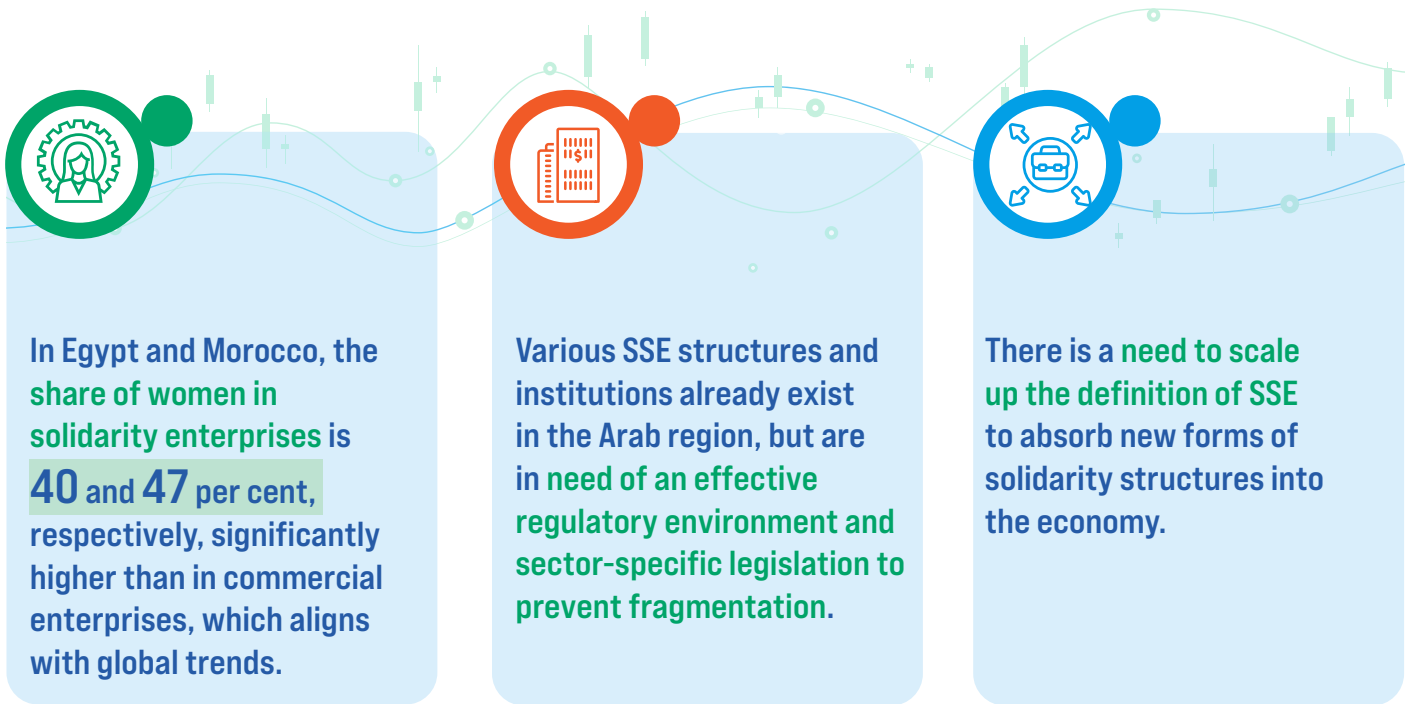 In Egypt and Morocco, the
share of women in
solidarity enterprises is
40 and 47 per cent,
respectively, significantly
higher than in commercial
enterprises, which aligns
with global trends.
Various SSE structures and
institutions already exist
in the Arab region, but are
in need of an effective
regulatory environment and
sector-specific legislation to
prevent fragmentation.
There is a need to scale
up the definition of SSE
to absorb new forms of
solidarity structures into
the economy.
$